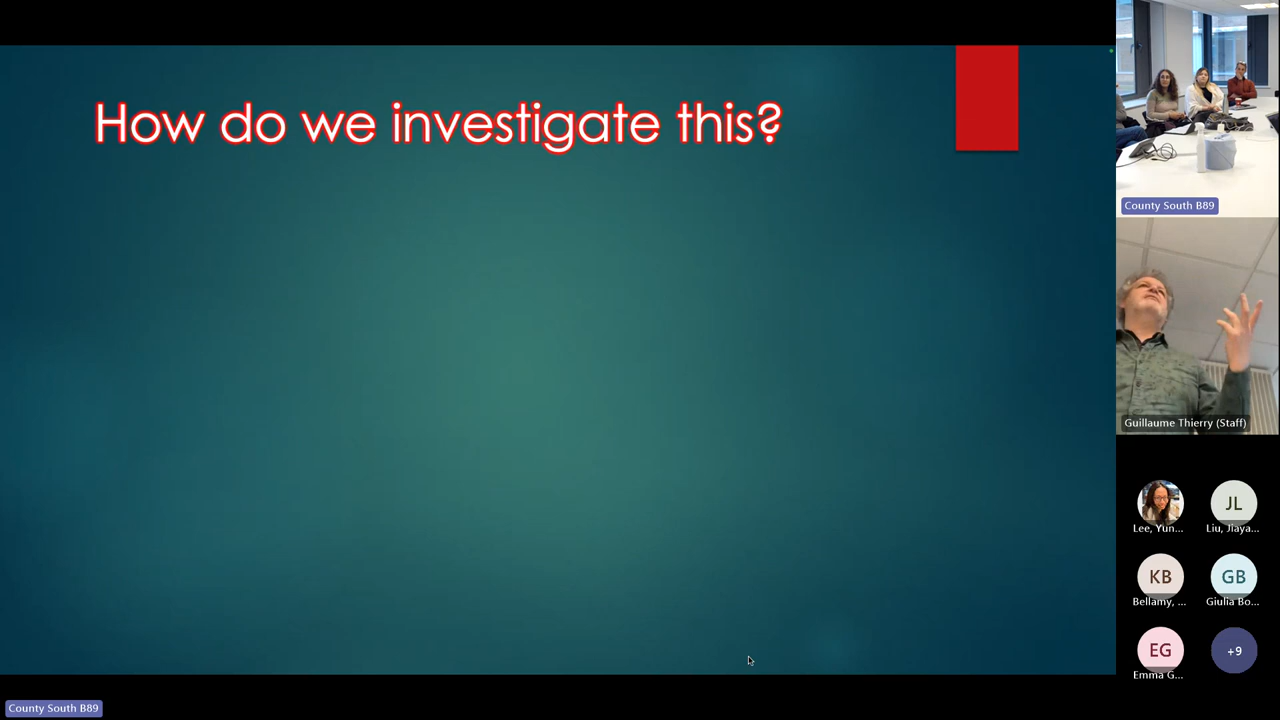 How do we investigate this?
County South B89
Guillaume Thierry (Staff)
Lee, Yun...
JL
Liu, Jiaya...
KB
Bellamy, ...
GB
Giulia Bo...
EG
Emma G...
+9
County South B89